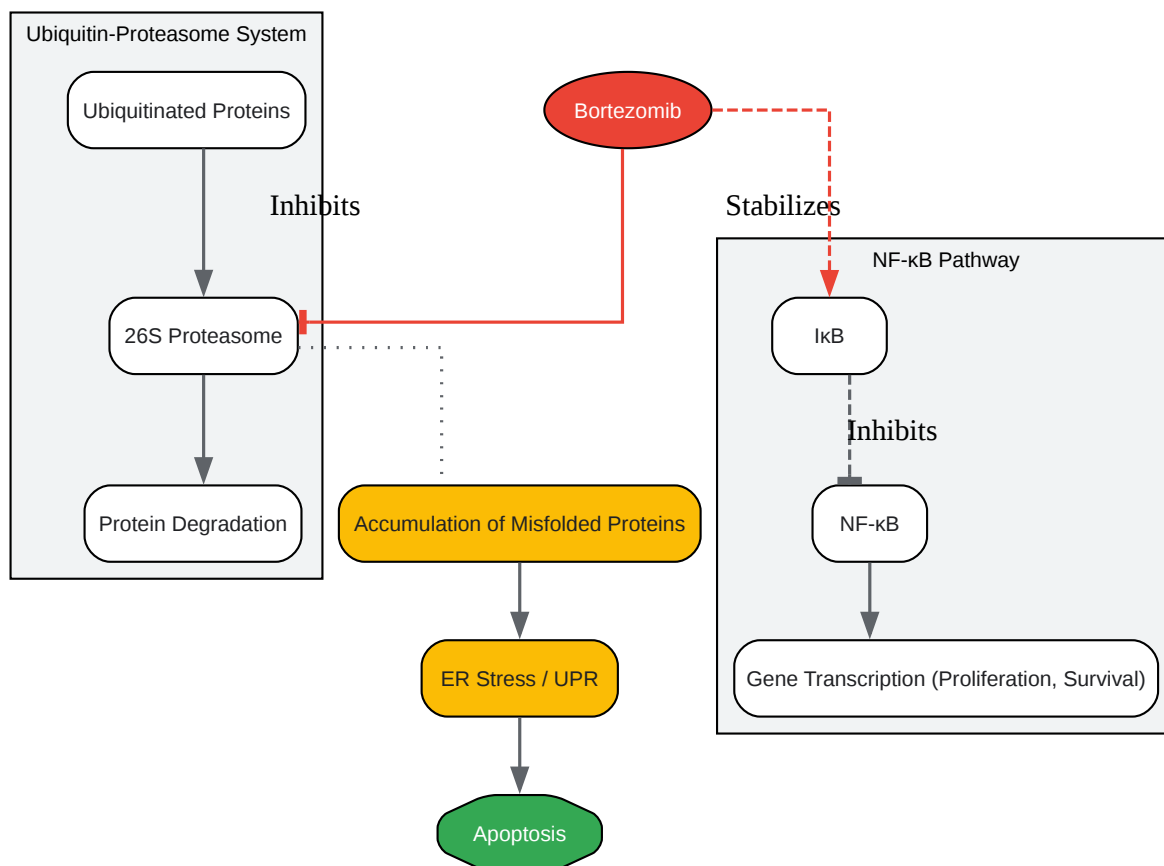 Ubiquitin-Proteasome System
Ubiquitinated Proteins
Bortezomib
Inhibits
Stabilizes
NF-κB Pathway
26S Proteasome
IκB
Inhibits
Protein Degradation
Accumulation of Misfolded Proteins
NF-κB
ER Stress / UPR
Gene Transcription (Proliferation, Survival)
Apoptosis